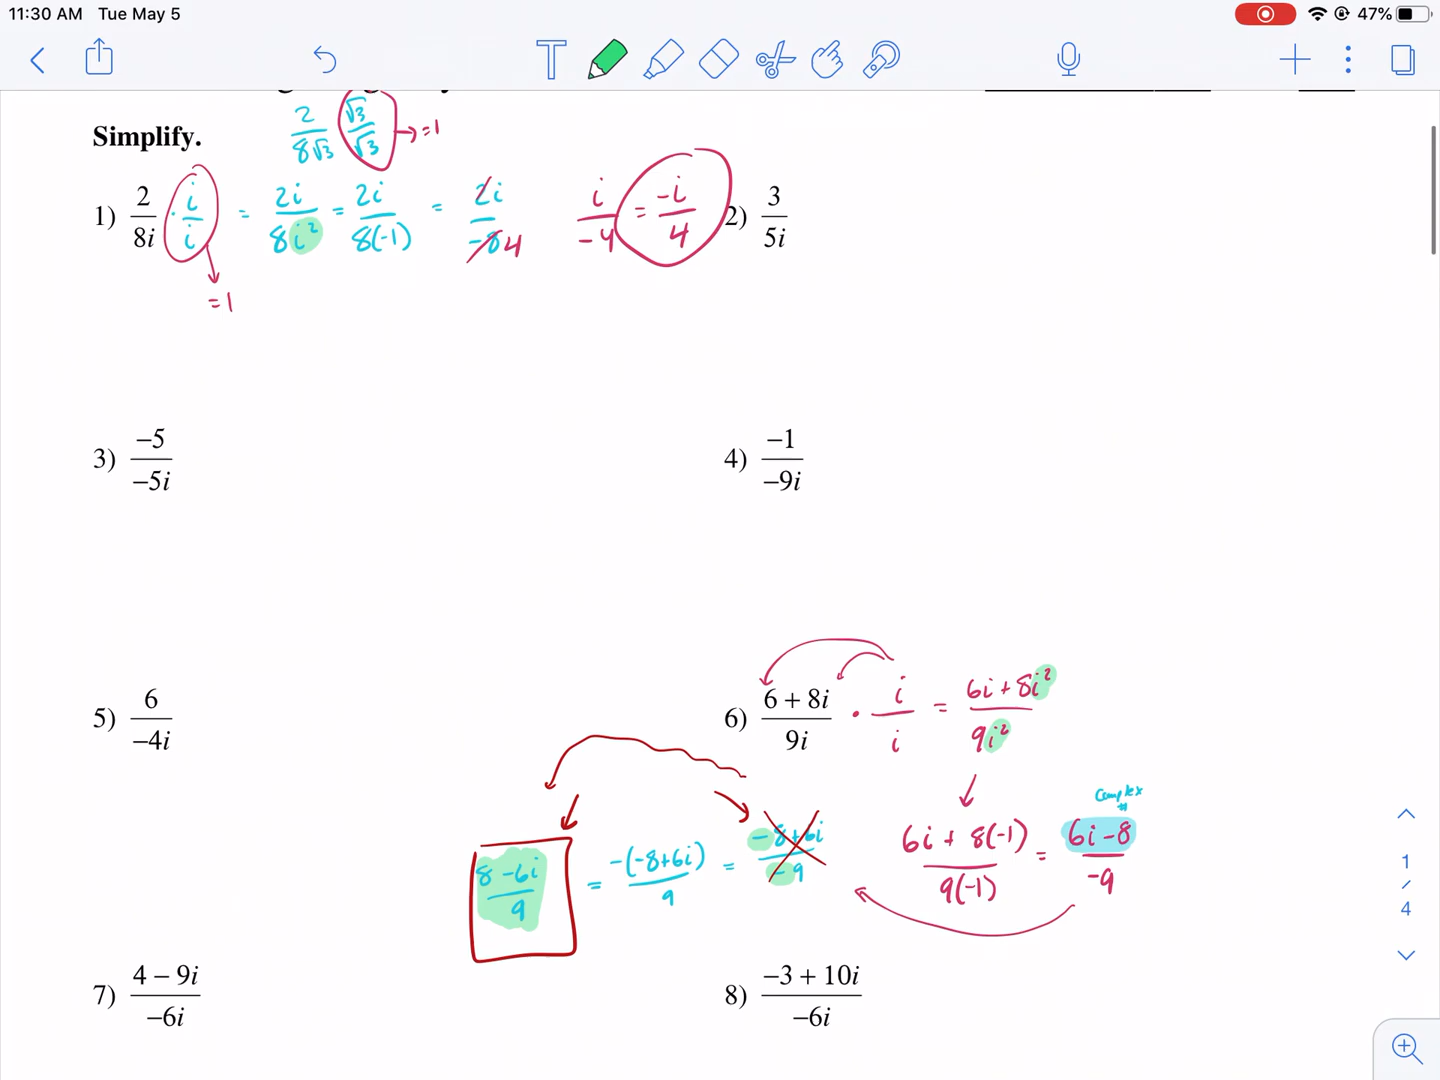 11:30 AM Tue May 5
47%
T
2/(8√3) √3/√3 → =1
Simplify.
1) 2/(8i) · i/i = 2i/(8i²) = 2i/(8(-1)) = 2i/(-8) 4 i/(-4) = -i/4
=1
2) 3/(5i)
3) −5/(−5i)
4) −1/(−9i)
5) 6/(−4i)
6) (6 + 8i)/(9i) · i/i = (6i + 8i²)/(9i²)
Complex #
(6i + 8(-1))/(9(-1)) = (6i - 8)/(-9)
(8 - 6i)/9 = -(-8+6i)/9 = (-8+6i)/(-9)
7) (4 − 9i)/(−6i)
8) (−3 + 10i)/(−6i)
1
/
4